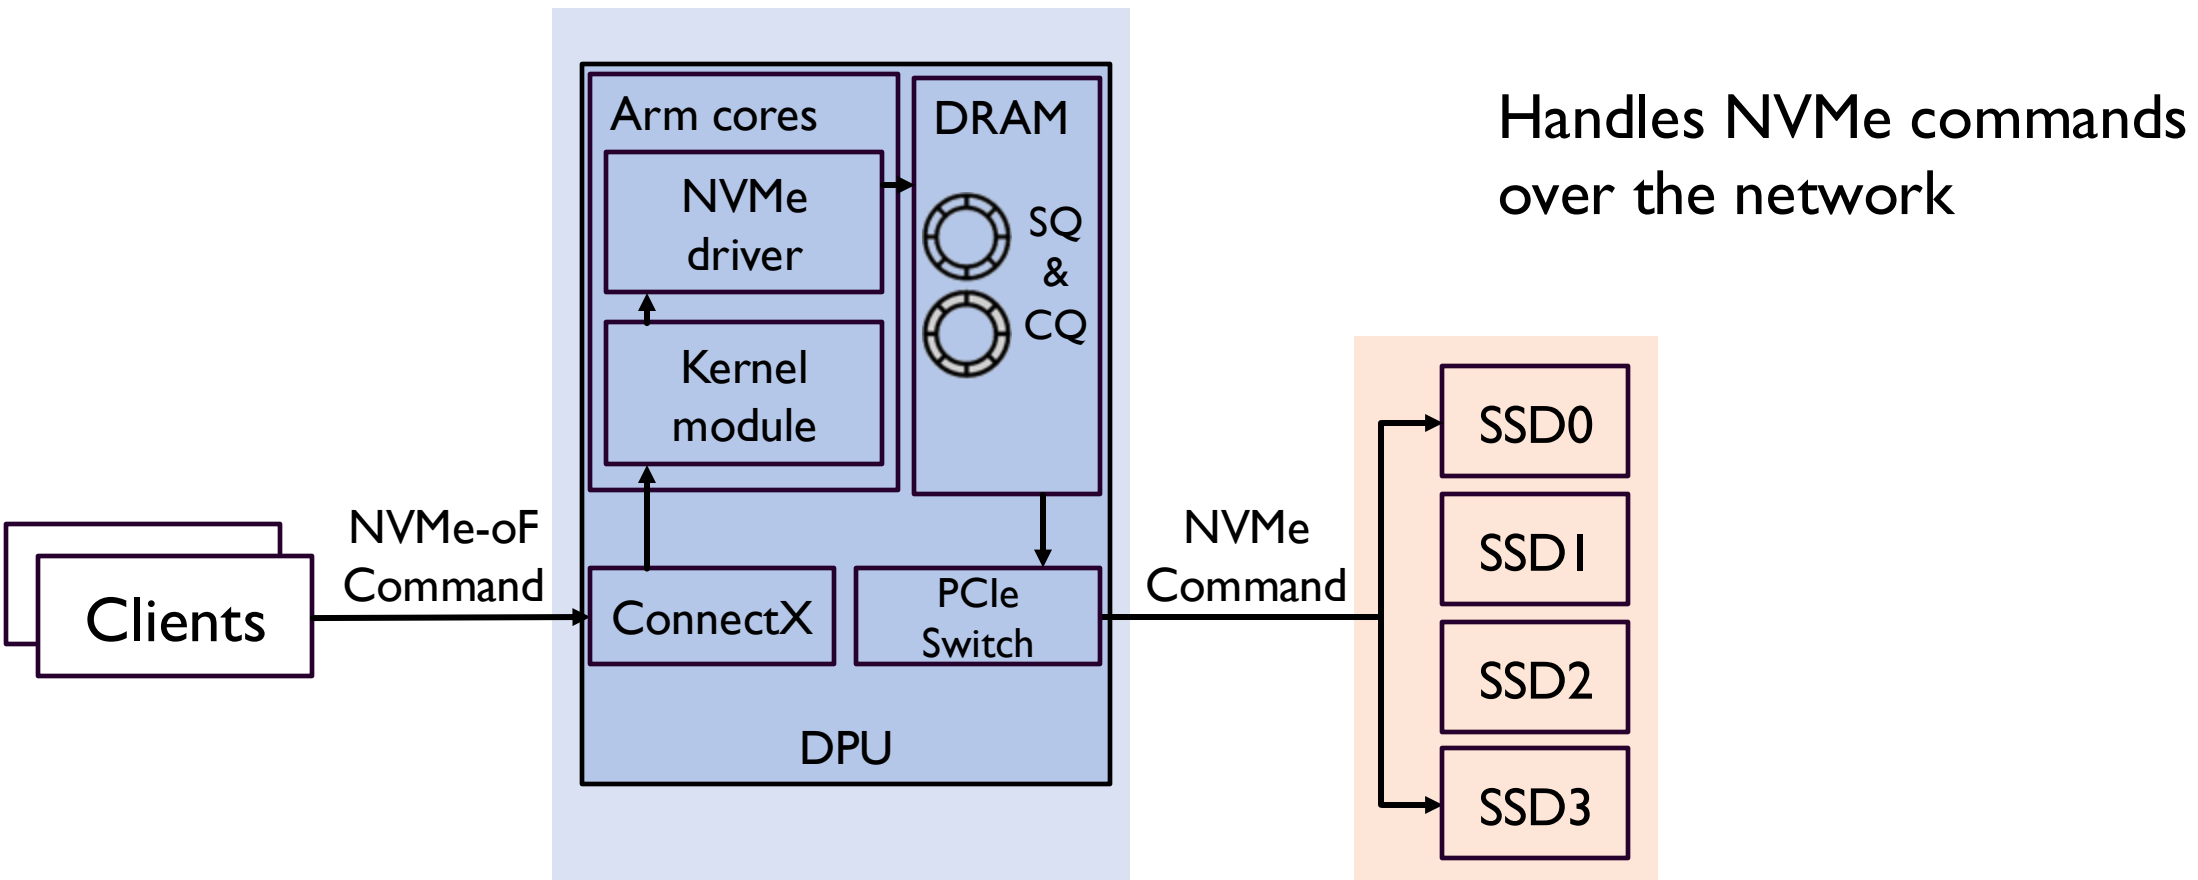 Handles NVMe commands
over the network
Arm cores
NVMe
driver
Kernel
module
DRAM
SQ
&
CQ
Clients
NVMe-oF
Command
ConnectX
PCIe
Switch
DPU
NVMe
Command
SSD0
SSD1
SSD2
SSD3